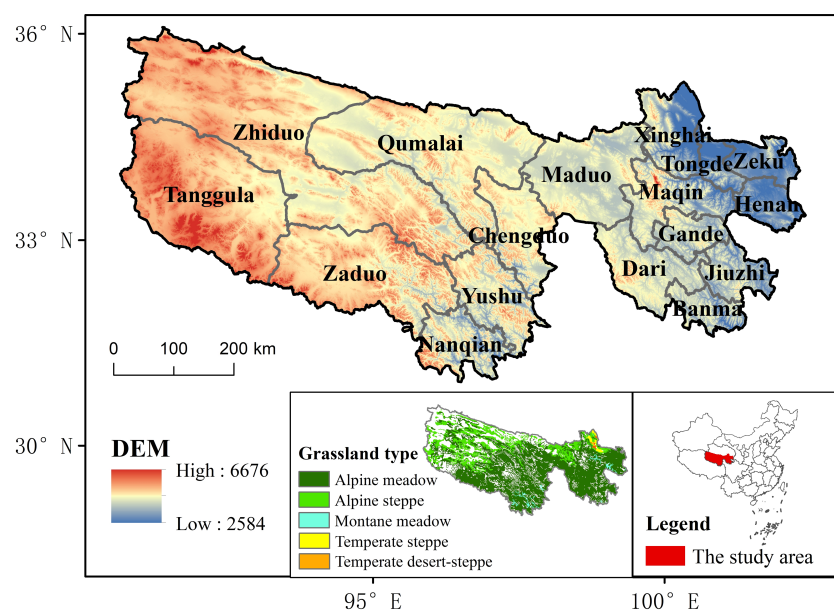 36° N
33° N
30° N
Xinghai
Zhiduo
Qumalai
Tongde
Zeku
Maduo
Maqin
Tanggula
Henan
Chengduo
Gande
Zaduo
Dari
Jiuzhi
Yushu
Banma
Nanqian
0 100 200 km
DEM
High : 6676
Low : 2584
Grassland type
Alpine meadow
Alpine steppe
Montane meadow
Temperate steppe
Temperate desert-steppe
Legend
The study area
95° E
100° E